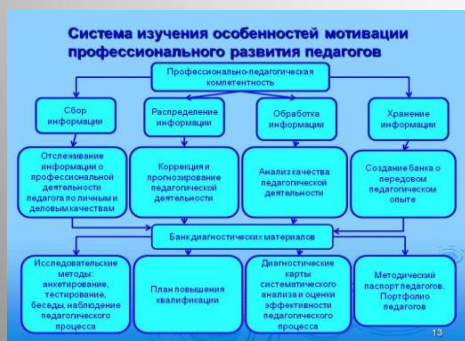 Система изучения особенностей мотивации
профессионального развития педагогов
Профессионально-педагогическая
компетентность
Сбор
информации
Распределение
информации
Обработка
информации
Хранение
информации
Отслеживание
информации о
профессиональной
деятельности
педагога по личным и
деловым качествам
Коррекция и
прогнозирование
педагогической
деятельности
Анализ качества
педагогической
деятельности
Создание банка о
передовом
педагогическом
опыте
Банк диагностических материалов
Исследовательские
методы:
анкетирование,
тестирование,
беседы, наблюдение
педагогического
процесса
План повышения
квалификации
Диагностические
карты
систематического
анализа и оценки
эффективности
педагогического
процесса
Методический
паспорт педагогов.
Портфолио
педагогов
13